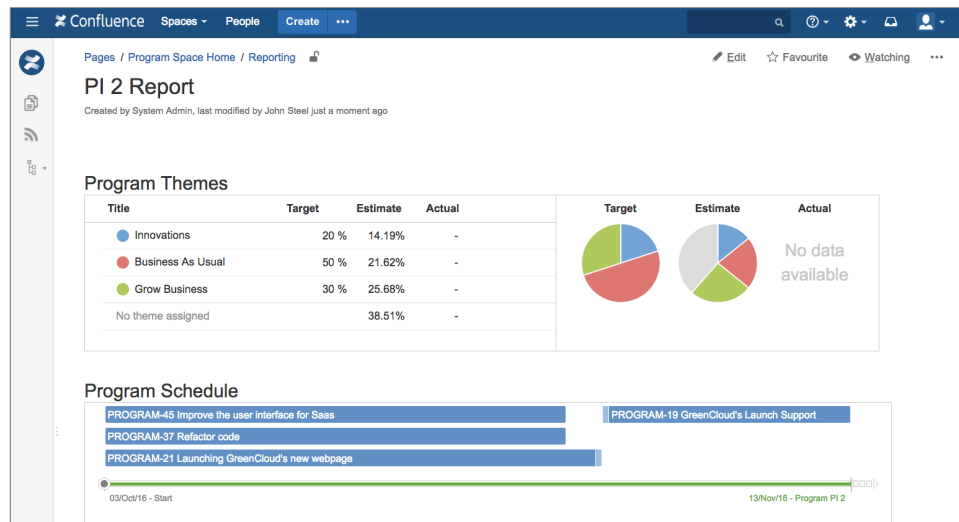 Confluence Spaces People Create •••
Pages / Program Space Home / Reporting
Edit Favourite Watching •••
PI 2 Report
Created by System Admin, last modified by John Steel just a moment ago
Program Themes
Title Target Estimate Actual
Target Estimate Actual
Innovations 20 % 14.19% -
Business As Usual 50 % 21.62% -
Grow Business 30 % 25.68% -
No theme assigned 38.51% -
No data
available
Program Schedule
PROGRAM-45 Improve the user interface for Saas
PROGRAM-19 GreenCloud's Launch Support
PROGRAM-37 Refactor code
PROGRAM-21 Launching GreenCloud's new webpage
03/Oct/16 - Start
13/Nov/16 - Program PI 2